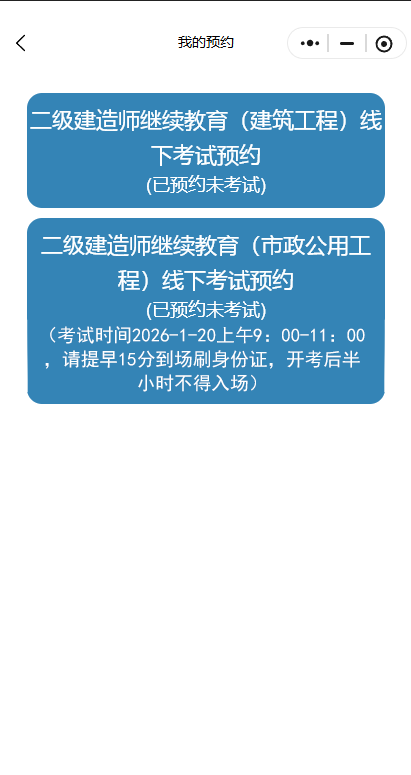 我的预约
二级建造师继续教育（建筑工程）线
下考试预约
(已预约未考试)
二级建造师继续教育（市政公用工
程）线下考试预约
(已预约未考试)
（考试时间2026-1-20上午9：00-11：00
，请提早15分到场刷身份证，开考后半
小时不得入场）